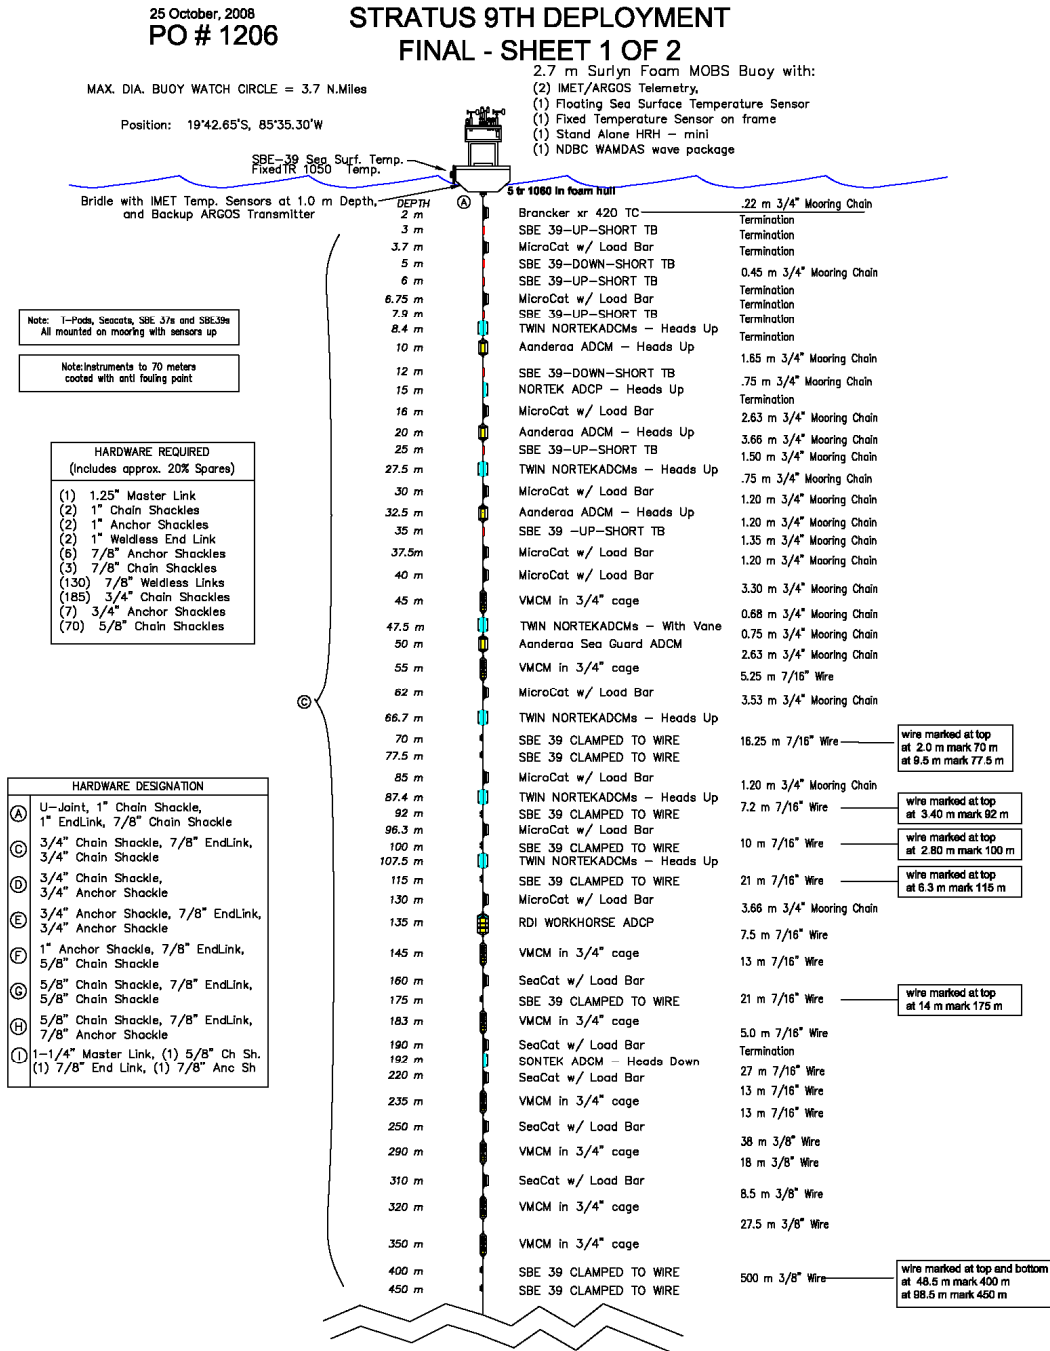 25 October, 2008
PO # 1206
STRATUS 9TH DEPLOYMENT
FINAL - SHEET 1 OF 2
MAX. DIA. BUOY WATCH CIRCLE = 3.7 N.Miles
Position: 19°42.65'S, 85°35.30'W
2.7 m Surlyn Foam MOBS Buoy with:
(2) IMET/ARGOS Telemetry,
(1) Floating Sea Surface Temperature Sensor
(1) Fixed Temperature Sensor on frame
(1) Stand Alone HRH - mini
(1) NDBC WAMDAS wave package
SBE-39 Sea Surf. Temp.
FixedTR 1050 Temp.
5 tr 1060 in foam hull
Bridle with IMET Temp. Sensors at 1.0 m Depth,
and Backup ARGOS Transmitter
A
DEPTH
.22 m 3/4" Mooring Chain
2 m Brancker xr 420 TC
Termination
3 m SBE 39-UP-SHORT TB
Termination
3.7 m MicroCat w/ Load Bar
Termination
5 m SBE 39-DOWN-SHORT TB
0.45 m 3/4" Mooring Chain
6 m SBE 39-UP-SHORT TB
Termination
6.75 m MicroCat w/ Load Bar
Termination
7.9 m SBE 39-UP-SHORT TB
Termination
8.4 m TWIN NORTEKADCMs - Heads Up
Termination
10 m Aanderaa ADCM - Heads Up
1.65 m 3/4" Mooring Chain
12 m SBE 39-DOWN-SHORT TB
.75 m 3/4" Mooring Chain
15 m NORTEK ADCP - Heads Up
Termination
16 m MicroCat w/ Load Bar
2.63 m 3/4" Mooring Chain
20 m Aanderaa ADCM - Heads Up
3.66 m 3/4" Mooring Chain
25 m SBE 39-UP-SHORT TB
1.50 m 3/4" Mooring Chain
27.5 m TWIN NORTEKADCMs - Heads Up
.75 m 3/4" Mooring Chain
30 m MicroCat w/ Load Bar
1.20 m 3/4" Mooring Chain
32.5 m Aanderaa ADCM - Heads Up
1.20 m 3/4" Mooring Chain
35 m SBE 39 -UP-SHORT TB
1.35 m 3/4" Mooring Chain
37.5m MicroCat w/ Load Bar
1.20 m 3/4" Mooring Chain
40 m MicroCat w/ Load Bar
3.30 m 3/4" Mooring Chain
45 m VMCM in 3/4" cage
0.68 m 3/4" Mooring Chain
47.5 m TWIN NORTEKADCMs - With Vane
0.75 m 3/4" Mooring Chain
50 m Aanderaa Sea Guard ADCM
2.63 m 3/4" Mooring Chain
55 m VMCM in 3/4" cage
5.25 m 7/16" Wire
62 m MicroCat w/ Load Bar
3.53 m 3/4" Mooring Chain
66.7 m TWIN NORTEKADCMs - Heads Up
70 m SBE 39 CLAMPED TO WIRE
16.25 m 7/16" Wire
77.5 m SBE 39 CLAMPED TO WIRE
85 m MicroCat w/ Load Bar
1.20 m 3/4" Mooring Chain
87.4 m TWIN NORTEKADCMs - Heads Up
7.2 m 7/16" Wire
92 m SBE 39 CLAMPED TO WIRE
96.3 m MicroCat w/ Load Bar
10 m 7/16" Wire
100 m SBE 39 CLAMPED TO WIRE
107.5 m TWIN NORTEKADCMs - Heads Up
115 m SBE 39 CLAMPED TO WIRE
21 m 7/16" Wire
130 m MicroCat w/ Load Bar
3.66 m 3/4" Mooring Chain
135 m RDI WORKHORSE ADCP
7.5 m 7/16" Wire
145 m VMCM in 3/4" cage
13 m 7/16" Wire
160 m SeaCat w/ Load Bar
175 m SBE 39 CLAMPED TO WIRE
21 m 7/16" Wire
183 m VMCM in 3/4" cage
5.0 m 7/16" Wire
190 m SeaCat w/ Load Bar
Termination
192 m SONTEK ADCM - Heads Down
27 m 7/16" Wire
220 m SeaCat w/ Load Bar
13 m 7/16" Wire
235 m VMCM in 3/4" cage
13 m 7/16" Wire
250 m SeaCat w/ Load Bar
38 m 3/8" Wire
290 m VMCM in 3/4" cage
18 m 3/8" Wire
310 m SeaCat w/ Load Bar
8.5 m 3/8" Wire
320 m VMCM in 3/4" cage
27.5 m 3/8" Wire
350 m VMCM in 3/4" cage
400 m SBE 39 CLAMPED TO WIRE
500 m 3/8" Wire
450 m SBE 39 CLAMPED TO WIRE
wire marked at top
at 2.0 m mark 70 m
at 9.5 m mark 77.5 m
wire marked at top
at 3.40 m mark 92 m
wire marked at top
at 2.80 m mark 100 m
wire marked at top
at 6.3 m mark 115 m
wire marked at top
at 14 m mark 175 m
wire marked at top and bottom
at 48.5 m mark 400 m
at 98.5 m mark 450 m
Note: T-Pods, Seacats, SBE 37s and SBE39s
All mounted on mooring with sensors up
Note:Instruments to 70 meters
coated with anti fouling paint
HARDWARE REQUIRED
(Includes approx. 20% Spares)
(1) 1.25" Master Link
(2) 1" Chain Shackles
(2) 1" Anchor Shackles
(2) 1" Weldless End Link
(6) 7/8" Anchor Shackles
(3) 7/8" Chain Shackles
(130) 7/8" Weldless Links
(185) 3/4" Chain Shackles
(7) 3/4" Anchor Shackles
(70) 5/8" Chain Shackles
C
HARDWARE DESIGNATION
A U-Joint, 1" Chain Shackle,
1" EndLink, 7/8" Chain Shackle
C 3/4" Chain Shackle, 7/8" EndLink,
3/4" Chain Shackle
D 3/4" Chain Shackle,
3/4" Anchor Shackle
E 3/4" Anchor Shackle, 7/8" EndLink,
3/4" Anchor Shackle
F 1" Anchor Shackle, 7/8" EndLink,
5/8" Chain Shackle
G 5/8" Chain Shackle, 7/8" EndLink,
5/8" Chain Shackle
H 5/8" Chain Shackle, 7/8" EndLink,
7/8" Anchor Shackle
I 1-1/4" Master Link, (1) 5/8" Ch Sh.
(1) 7/8" End Link, (1) 7/8" Anc Sh